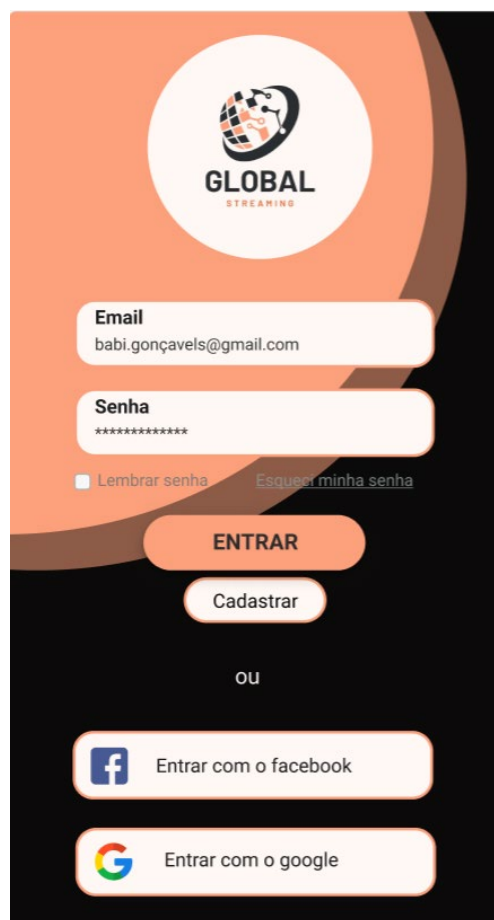 GLOBAL
STREAMING
Email
babi.gonçavels@gmail.com
Senha
*************
Lembrar senha Esqueci minha senha
ENTRAR
Cadastrar
ou
Entrar com o facebook
Entrar com o google